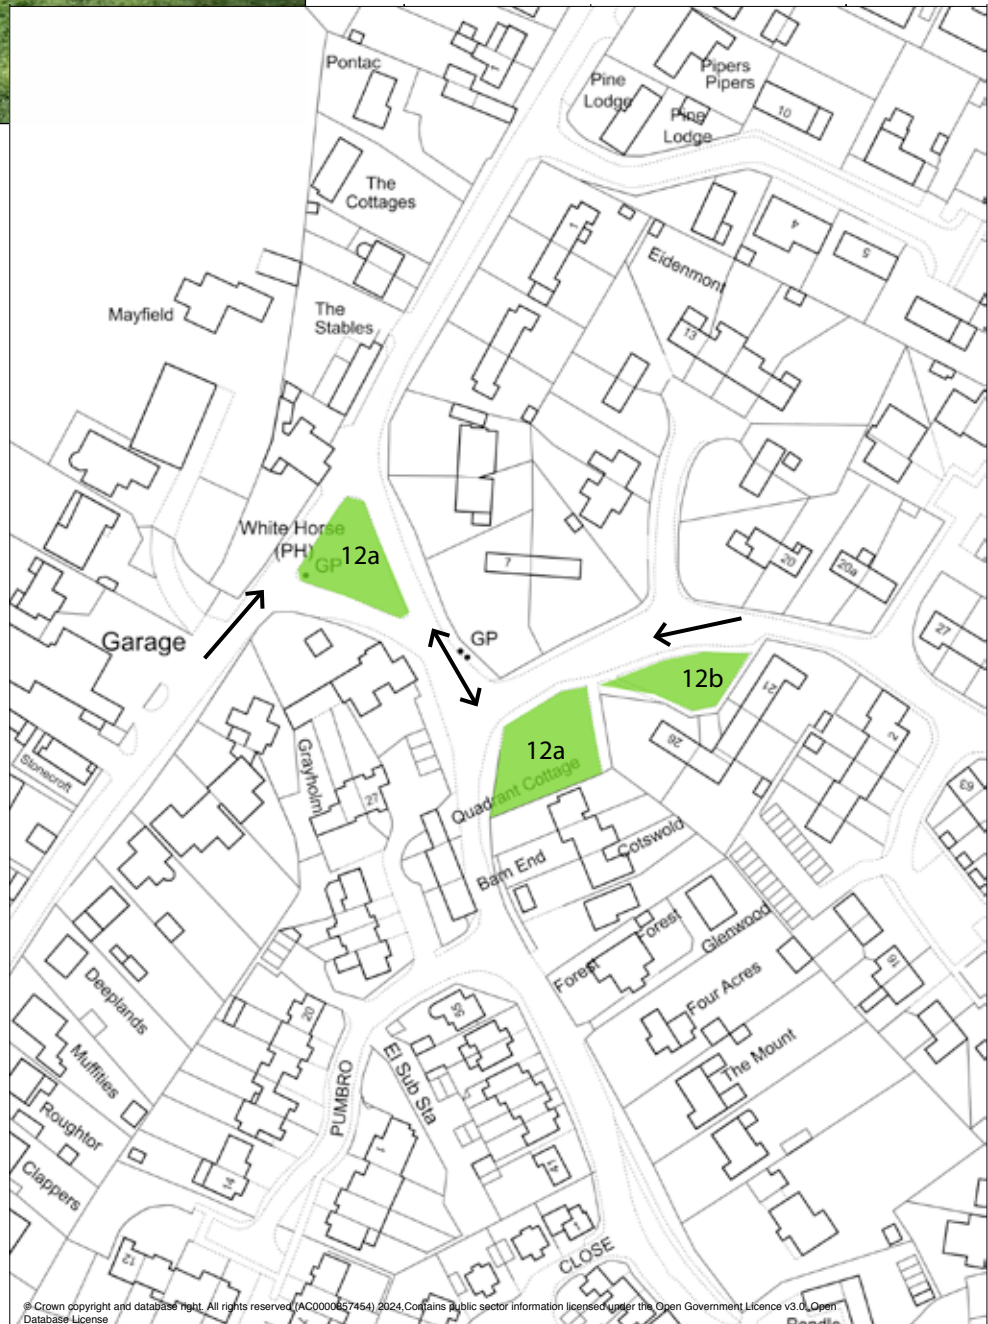 Pontac
1
Pipers
Pipers
Pine
Lodge
Pine
Lodge
10
The
Cottages
1
4
5
Eidenmont
Mayfield
The
Stables
13
White Horse
(PH)
GP
12a
7
20
20a
27
Garage
GP
12b
21
26
2
12a
Quadrant Cottage
Stonecroft
Grayholm
27
63
Barn End
Cotswold
Forest
Forest
Glenwood
16
Four Acres
Deeplands
20
55
The Mount
El Sub Sta
Muffities
PUMBRO
Roughtor
1
41
14
Clappers
1
12
CLOSE
© Crown copyright and database right. All rights reserved (AC0000857454) 2024,Contains public sector information licensed under the Open Government Licence v3.0, Open
Database License